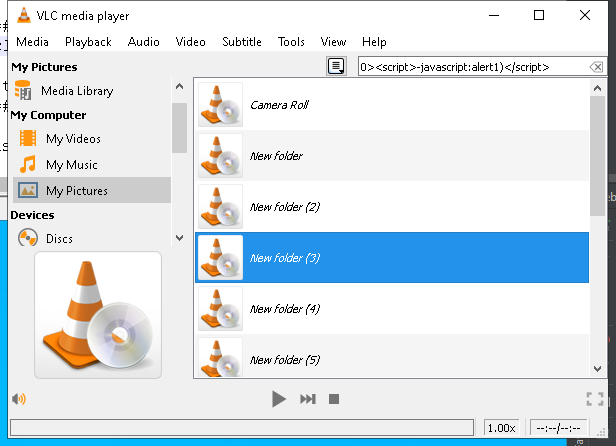 VLC media player
Media Playback Audio Video Subtitle Tools View Help
My Pictures
0><script>-javascript:alert1)</script>
Media Library
My Computer
My Videos
My Music
My Pictures
Devices
Discs
Camera Roll
New folder
New folder (2)
New folder (3)
New folder (4)
New folder (5)
1.00x
--:--/--:--